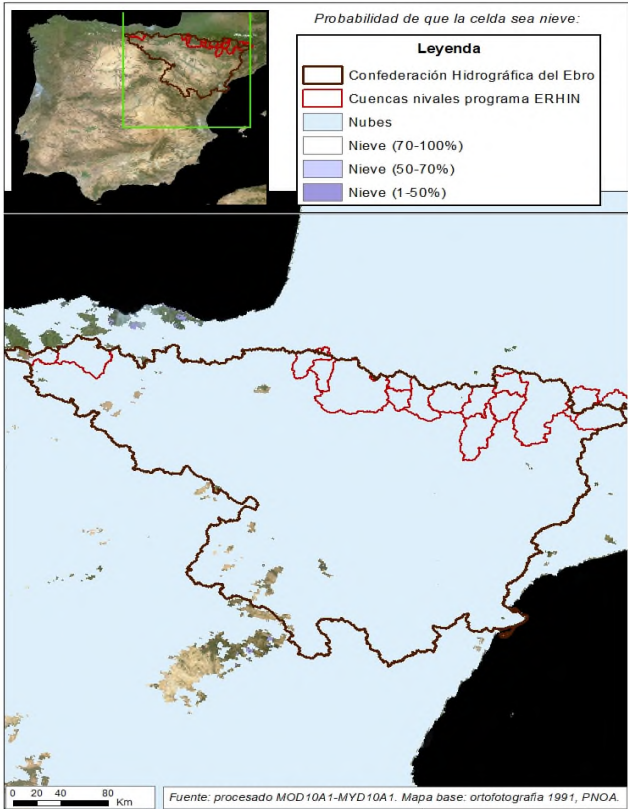 Probabilidad de que la celda sea nieve:
Leyenda
Confederación Hidrográfica del Ebro
Cuencas nivales programa ERHIN
Nubes
Nieve (70-100%)
Nieve (50-70%)
Nieve (1-50%)
0 20 40 80
Km
Fuente: procesado MOD10A1-MYD10A1. Mapa base: ortofotografía 1991, PNOA.